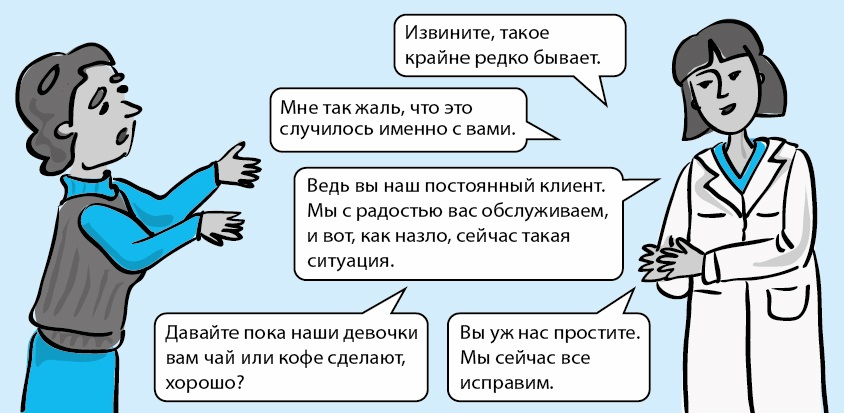 Извините, такое
крайне редко бывает.
Мне так жаль, что это
случилось именно с вами.
Ведь вы наш постоянный клиент.
Мы с радостью вас обслуживаем,
и вот, как назло, сейчас такая
ситуация.
Давайте пока наши девочки
вам чай или кофе сделают,
хорошо?
Вы уж нас простите.
Мы сейчас все
исправим.